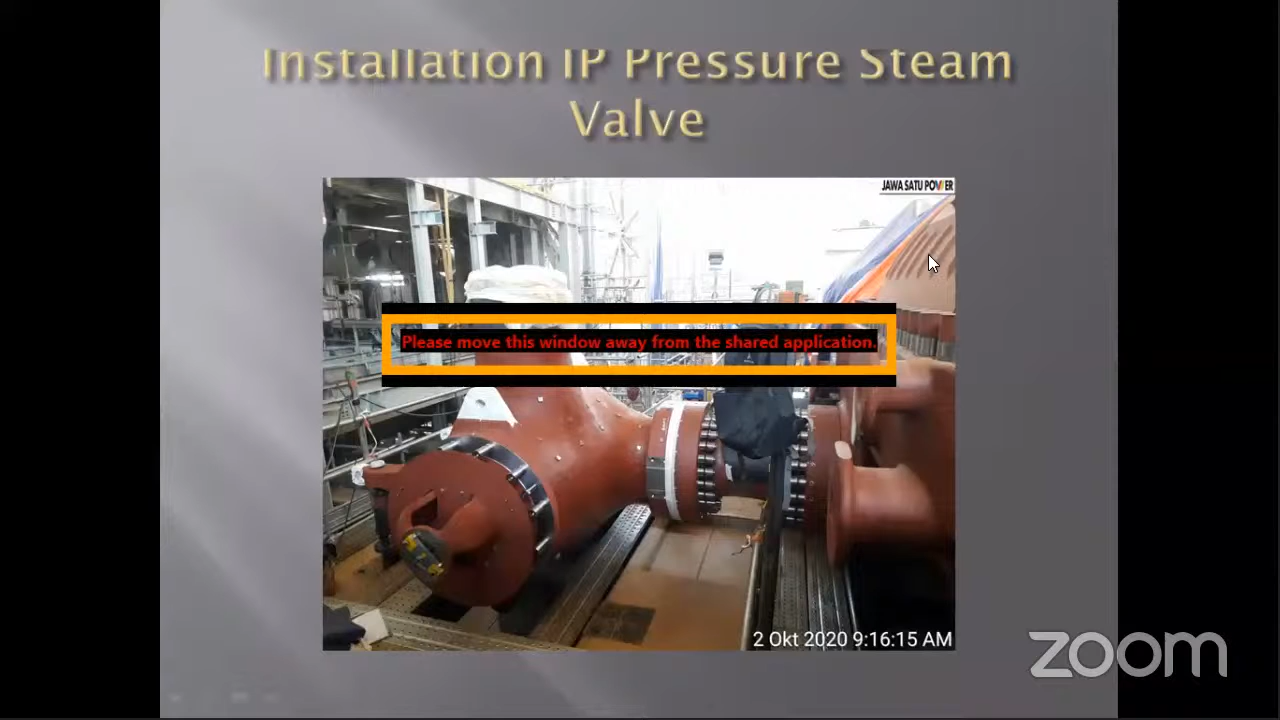 Installation IP Pressure Steam
Valve
JAWA SATU POWER
Please move this window away from the shared application.
2 Okt 2020 9:16:15 AM
zoom